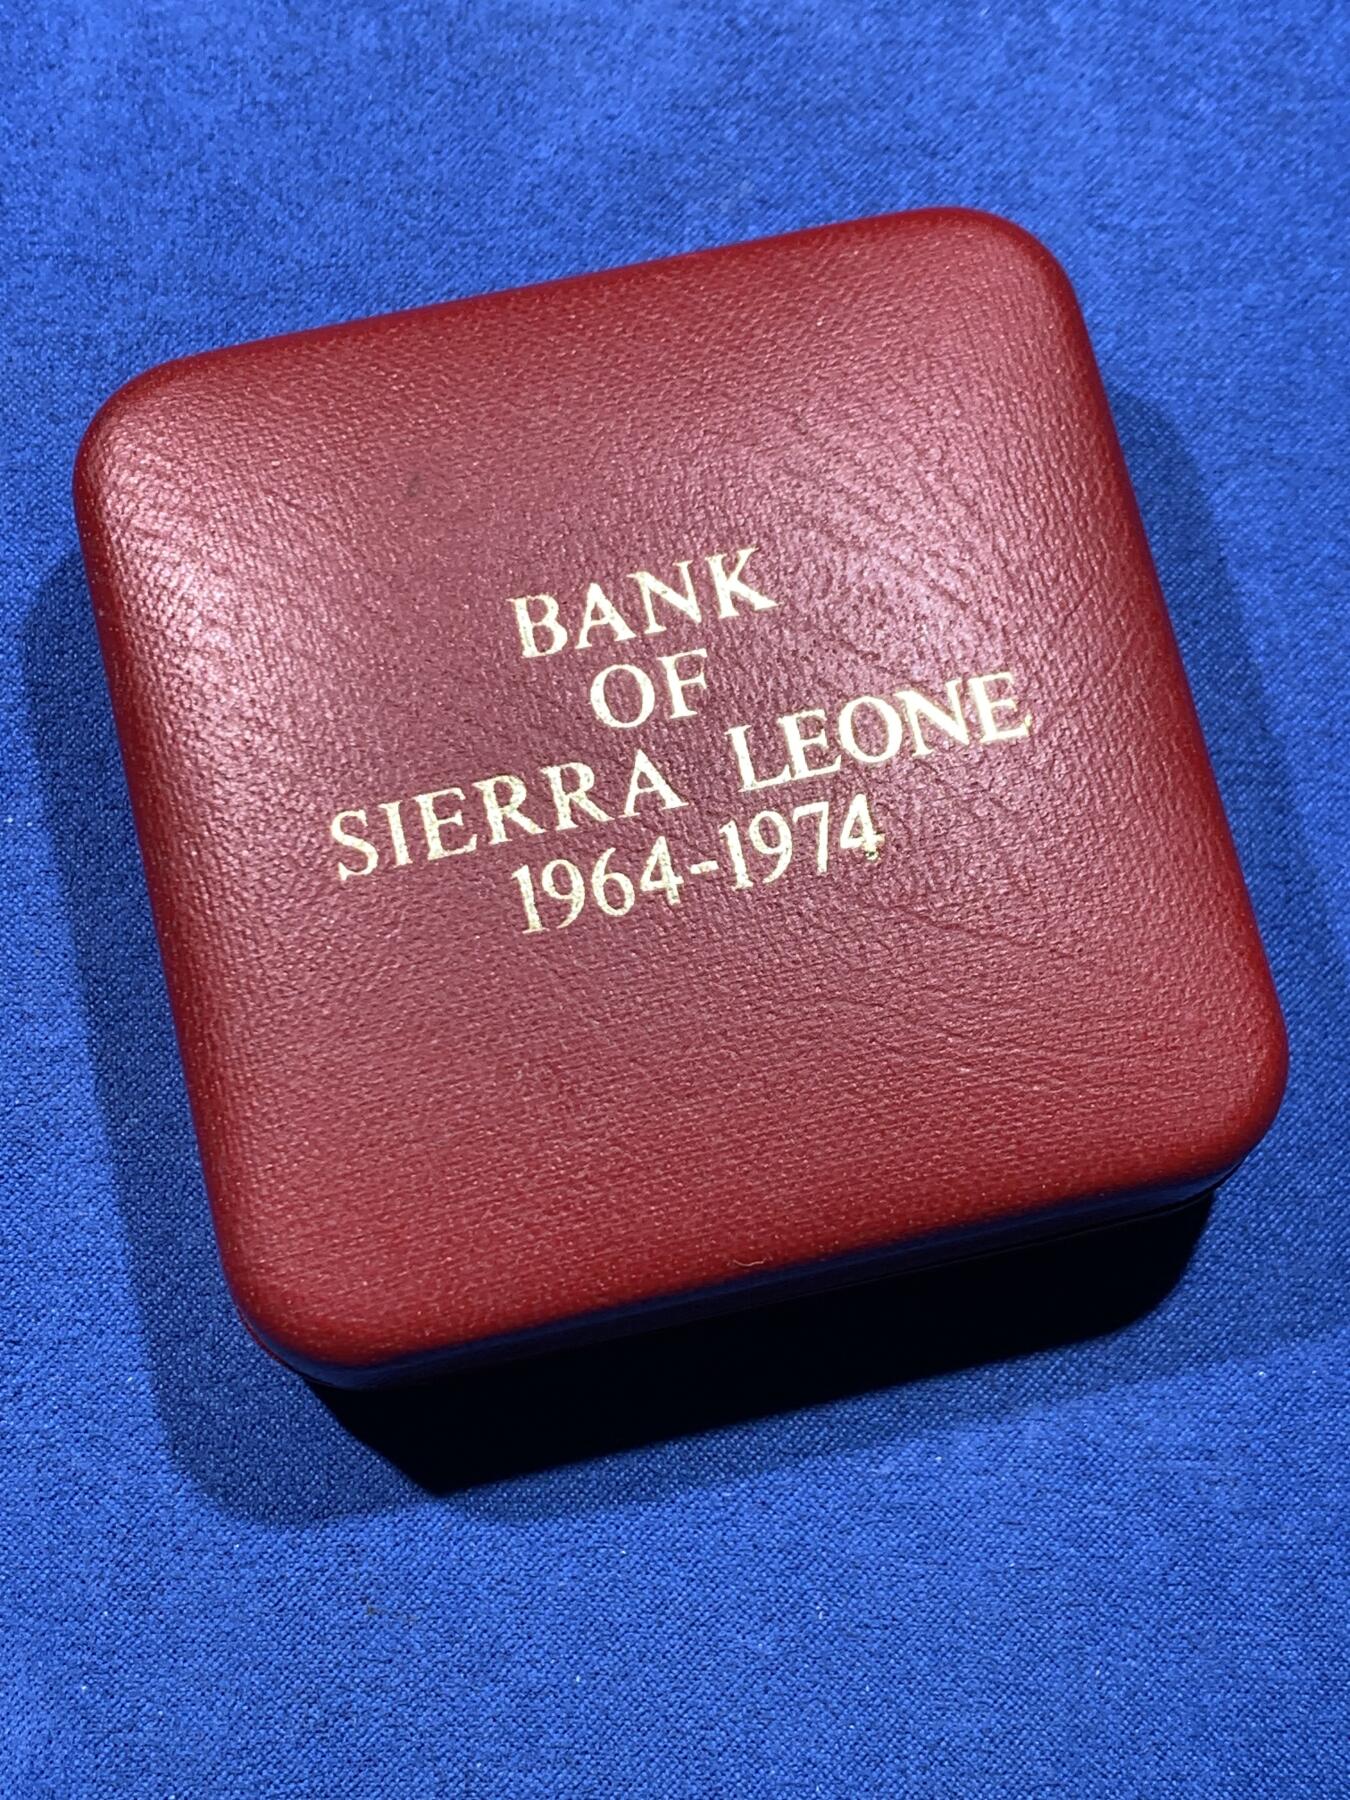 BANK
OF
SIERRA LEONE
1964-1974